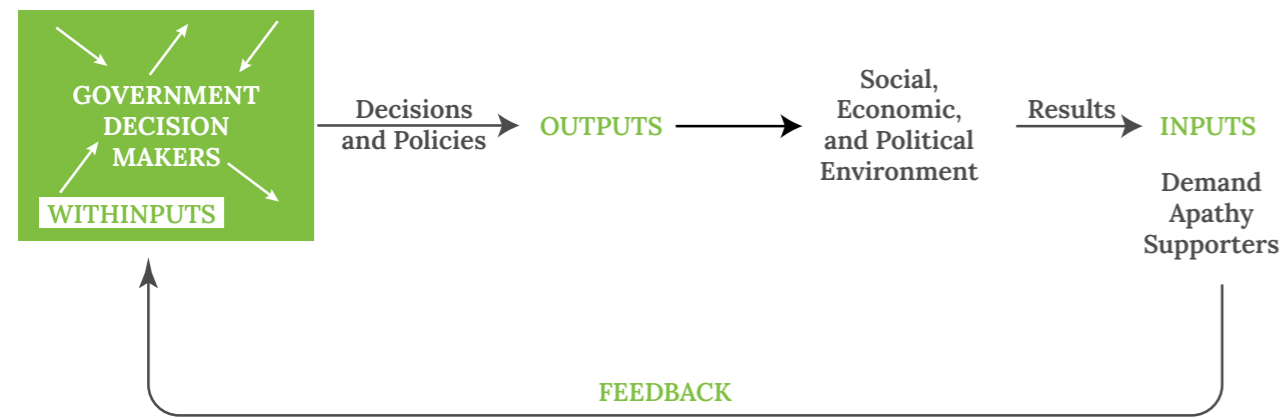 GOVERNMENT
DECISION
MAKERS
WITHINPUTS
Decisions
and Policies
OUTPUTS
Social,
Economic,
and Political
Environment
Results
INPUTS
Demand
Apathy
Supporters
FEEDBACK